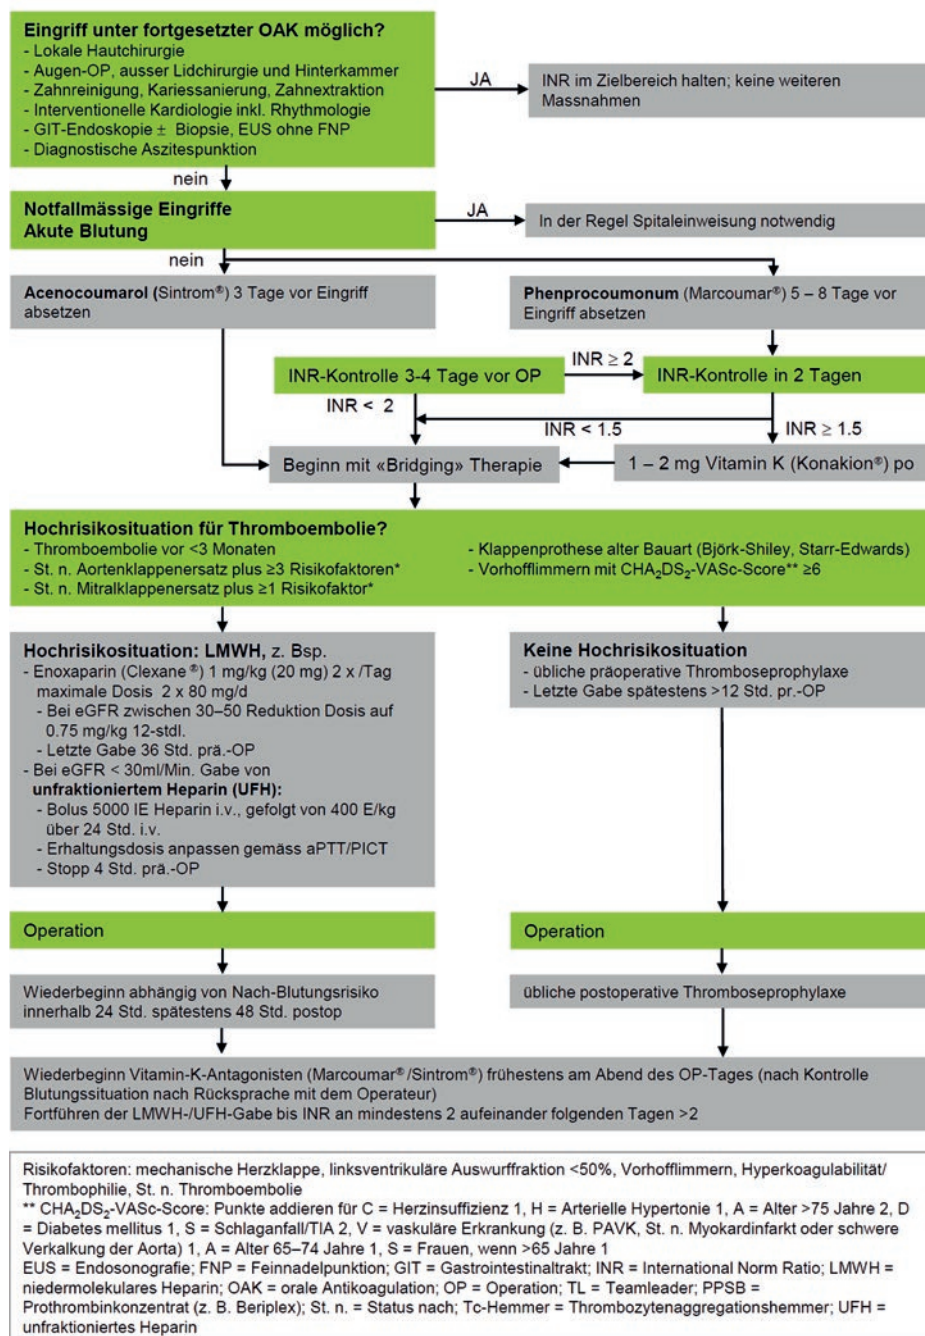 Eingriff unter fortgesetzter OAK möglich?
- Lokale Hautchirurgie
- Augen-OP, ausser Lidchirurgie und Hinterkammer
- Zahnreinigung, Kariessanierung, Zahnextraktion
- Interventionelle Kardiologie inkl. Rhythmologie
- GIT-Endoskopie ± Biopsie, EUS ohne FNP
- Diagnostische Aszitespunktion
JA
INR im Zielbereich halten; keine weiteren
Massnahmen
nein
Notfallmässige Eingriffe
Akute Blutung
JA
In der Regel Spitaleinweisung notwendig
nein
Acenocoumarol (Sintrom®) 3 Tage vor Eingriff
absetzen
Phenprocoumonum (Marcoumar®) 5 – 8 Tage vor
Eingriff absetzen
INR-Kontrolle 3-4 Tage vor OP
INR ≥ 2
INR-Kontrolle in 2 Tagen
INR < 2
INR < 1.5
INR ≥ 1.5
Beginn mit «Bridging» Therapie
1 – 2 mg Vitamin K (Konakion®) po
Hochrisikosituation für Thromboembolie?
- Thromboembolie vor <3 Monaten
- St. n. Aortenklappenersatz plus ≥3 Risikofaktoren*
- St. n. Mitralklappenersatz plus ≥1 Risikofaktor*
- Klappenprothese alter Bauart (Björk-Shiley, Starr-Edwards)
- Vorhofflimmern mit CHA₂DS₂-VASc-Score** ≥6
Hochrisikosituation: LMWH, z. Bsp.
- Enoxaparin (Clexane ®) 1 mg/kg (20 mg) 2 x /Tag
maximale Dosis 2 x 80 mg/d
- Bei eGFR zwischen 30–50 Reduktion Dosis auf
0.75 mg/kg 12-stdl.
- Letzte Gabe 36 Std. prä.-OP
- Bei eGFR < 30ml/Min. Gabe von
unfraktioniertem Heparin (UFH):
- Bolus 5000 IE Heparin i.v., gefolgt von 400 E/kg
über 24 Std. i.v.
- Erhaltungsdosis anpassen gemäss aPTT/PICT
- Stopp 4 Std. prä.-OP
Keine Hochrisikosituation
- übliche präoperative Thromboseprophylaxe
- Letzte Gabe spätestens >12 Std. pr.-OP
Operation
Operation
Wiederbeginn abhängig von Nach-Blutungsrisiko
innerhalb 24 Std. spätestens 48 Std. postop
übliche postoperative Thromboseprophylaxe
Wiederbeginn Vitamin-K-Antagonisten (Marcoumar®/Sintrom®) frühestens am Abend des OP-Tages (nach Kontrolle
Blutungssituation nach Rücksprache mit dem Operateur)
Fortführen der LMWH-/UFH-Gabe bis INR an mindestens 2 aufeinander folgenden Tagen >2
Risikofaktoren: mechanische Herzklappe, linksventrikuläre Auswurffraktion <50%, Vorhofflimmern, Hyperkoagulabilität/
Thrombophilie, St. n. Thromboembolie
** CHA₂DS₂-VASc-Score: Punkte addieren für C = Herzinsuffizienz 1, H = Arterielle Hypertonie 1, A = Alter >75 Jahre 2, D
= Diabetes mellitus 1, S = Schlaganfall/TIA 2, V = vaskuläre Erkrankung (z. B. PAVK, St. n. Myokardinfarkt oder schwere
Verkalkung der Aorta) 1, A = Alter 65–74 Jahre 1, S = Frauen, wenn >65 Jahre 1
EUS = Endosonografie; FNP = Feinnadelpunktion; GIT = Gastrointestinaltrakt; INR = International Norm Ratio; LMWH =
niedermolekulares Heparin; OAK = orale Antikoagulation; OP = Operation; TL = Teamleader; PPSB =
Prothrombinkonzentrat (z. B. Beriplex); St. n. = Status nach; Tc-Hemmer = Thrombozytenaggregationshemmer; UFH =
unfraktioniertes Heparin